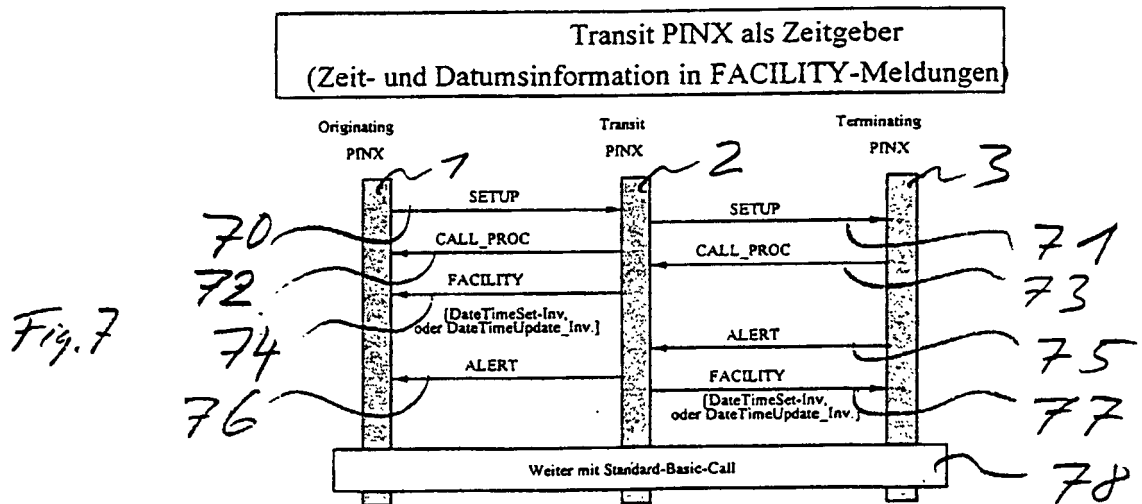 Transit PINX als Zeitgeber
(Zeit- und Datumsinformation in FACILITY-Meldungen)
Originating
PINX
Transit
PINX
Terminating
PINX
1
2
3
SETUP
SETUP
70
71
CALL_PROC
CALL_PROC
72
73
FACILITY
[DateTimeSet-Inv,
oder DateTimeUpdate_Inv.]
Fig. 7
74
ALERT
75
ALERT
76
FACILITY
[DateTimeSet-Inv,
oder DateTimeUpdate_Inv.]
77
Weiter mit Standard-Basic-Call
78